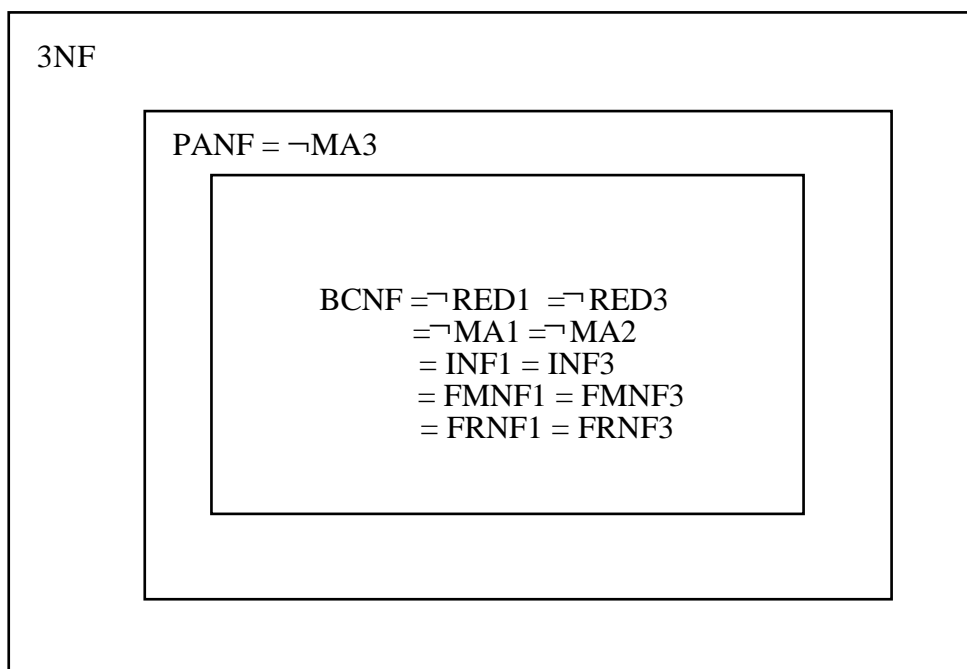 3NF
PANF = ¬MA3
BCNF =¬ RED1 =¬ RED3
=¬MA1 =¬MA2
= INF1 = INF3
= FMNF1 = FMNF3
= FRNF1 = FRNF3